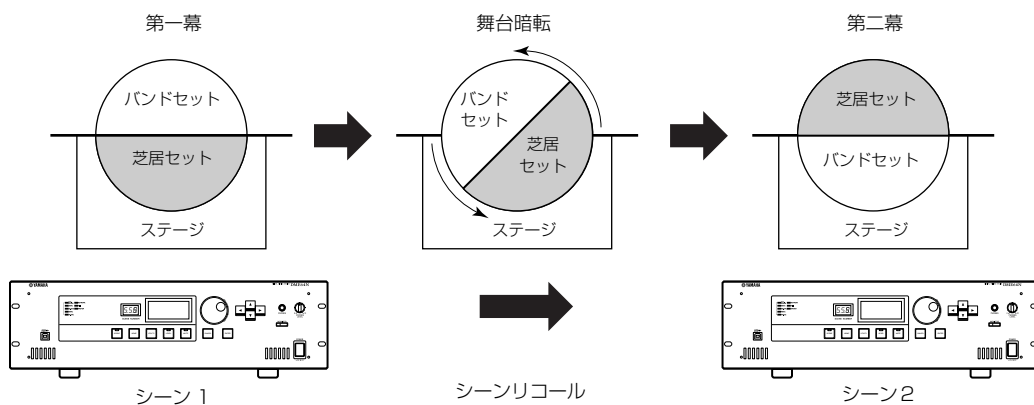 第一幕
舞台暗転
第二幕
バンドセット
芝居セット
ステージ
バンド
セット
芝居
セット
ステージ
芝居セット
バンドセット
ステージ
YAMAHA
YAMAHA
シーン 1
シーンリコール
シーン2